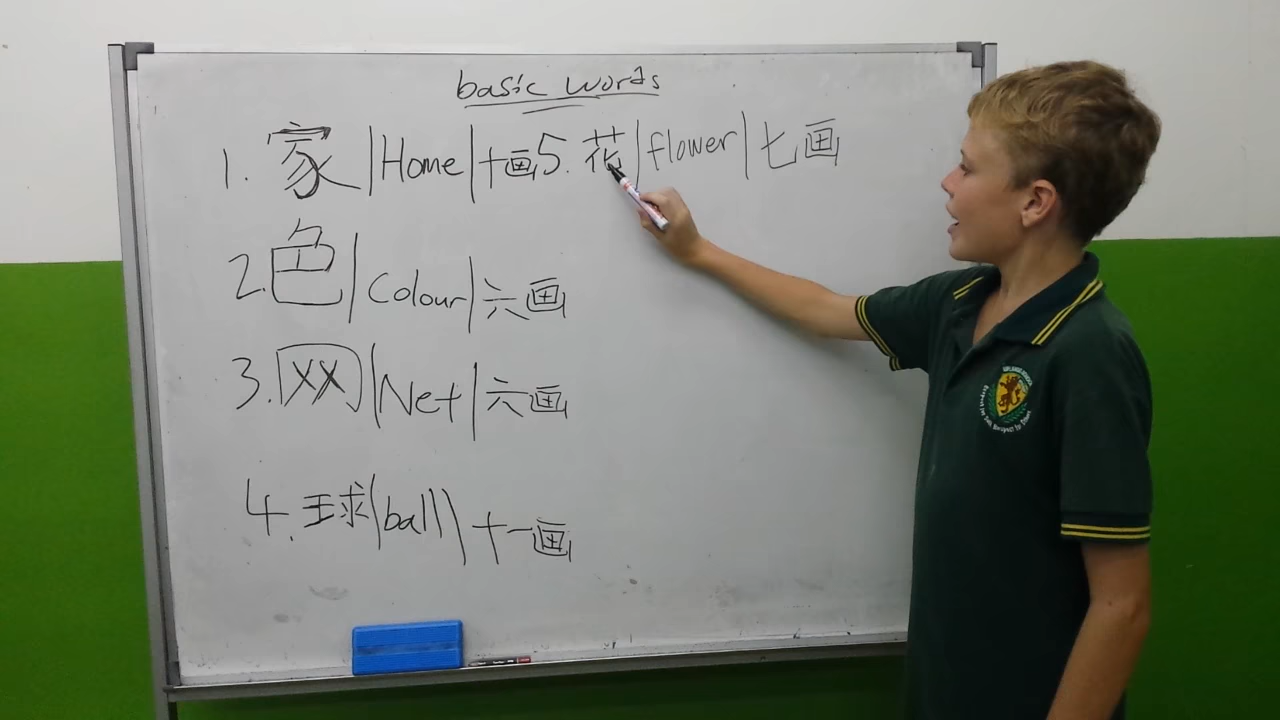 basic words
1. 家 | Home | 十画
5. 花 | flower | 七画
2. 色 | Colour | 六画
3. 网 | Net | 六画
4. 球 | ball | 十一画